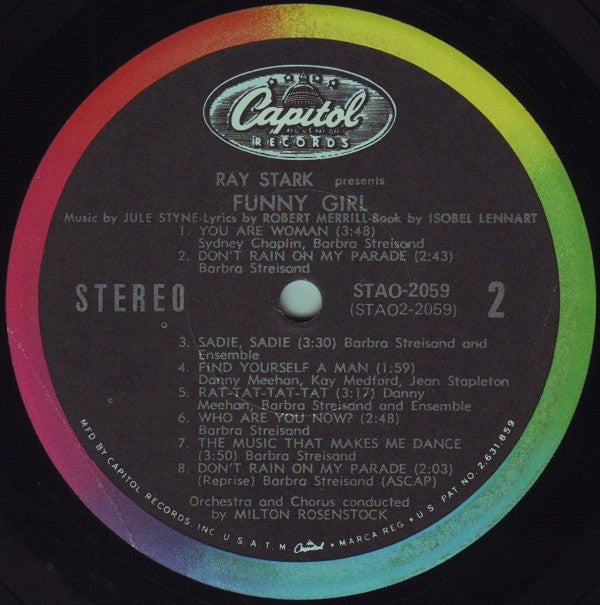 Capitol
REG. U.S. PAT. OFF.
RECORDS
RAY STARK presents
FUNNY GIRL
Music by JULE STYNE-Lyrics by ROBERT MERRILL-Book by ISOBEL LENNART
1. YOU ARE WOMAN (3:48)
Sydney Chaplin, Barbra Streisand
2. DON'T RAIN ON MY PARADE (2:43)
Barbra Streisand
STEREO
STAO-2059
(STAO2-2059)
2
3. SADIE, SADIE (3:30) Barbra Streisand and
Ensemble
4. FIND YOURSELF A MAN (1:59)
Danny Meehan, Kay Medford, Jean Stapleton
5. RAT-TAT-TAT-TAT (3:17) Danny
Meehan, Barbra Streisand and Ensemble
6. WHO ARE YOU NOW? (2:48)
Barbra Streisand
7. THE MUSIC THAT MAKES ME DANCE
(3:50) Barbra Streisand
8. DON'T RAIN ON MY PARADE (2:03)
(Reprise) Barbra Streisand (ASCAP)
Orchestra and Chorus conducted
by MILTON ROSENSTOCK
MFD BY CAPITOL RECORDS, INC U.S.A. T.M. Capitol • MARCA REG. • U.S. PAT NO. 2,631,859